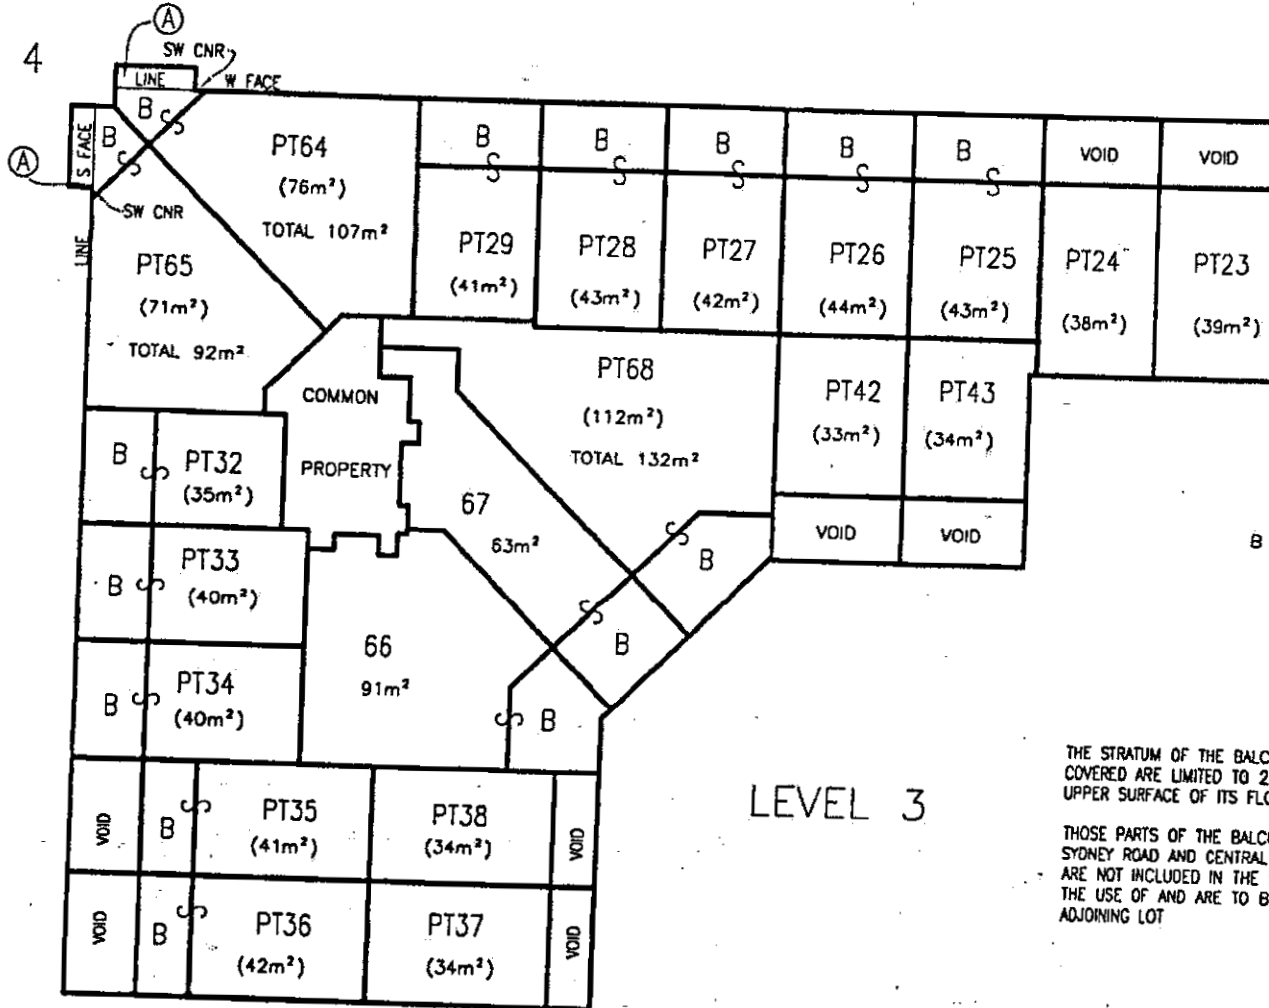 A
4
SW CNR
LINE
W FACE
B
S
B
S
S FACE
A
SW CNR
LINE
PT64
(76m²)
TOTAL 107m²
PT65
(71m²)
TOTAL 92m²
B
S
PT29
(41m²)
B
S
PT28
(43m²)
B
S
PT27
(42m²)
B
S
PT26
(44m²)
B
S
PT25
(43m²)
VOID
PT24
(38m²)
VOID
PT23
(39m²)
COMMON
PROPERTY
PT68
(112m²)
TOTAL 132m²
PT42
(33m²)
VOID
PT43
(34m²)
VOID
B
B
S
PT32
(35m²)
B
S
PT33
(40m²)
B
S
PT34
(40m²)
67
63m²
66
91m²
S
B
S
B
S
B
VOID
B
S
PT35
(41m²)
PT38
(34m²)
VOID
VOID
B
S
PT36
(42m²)
PT37
(34m²)
VOID
LEVEL 3
THE STRATUM OF THE BALC
COVERED ARE LIMITED TO 2
UPPER SURFACE OF ITS FLO
THOSE PARTS OF THE BALC
SYDNEY ROAD AND CENTRAL
ARE NOT INCLUDED IN THE
THE USE OF AND ARE TO B
ADJOINING LOT